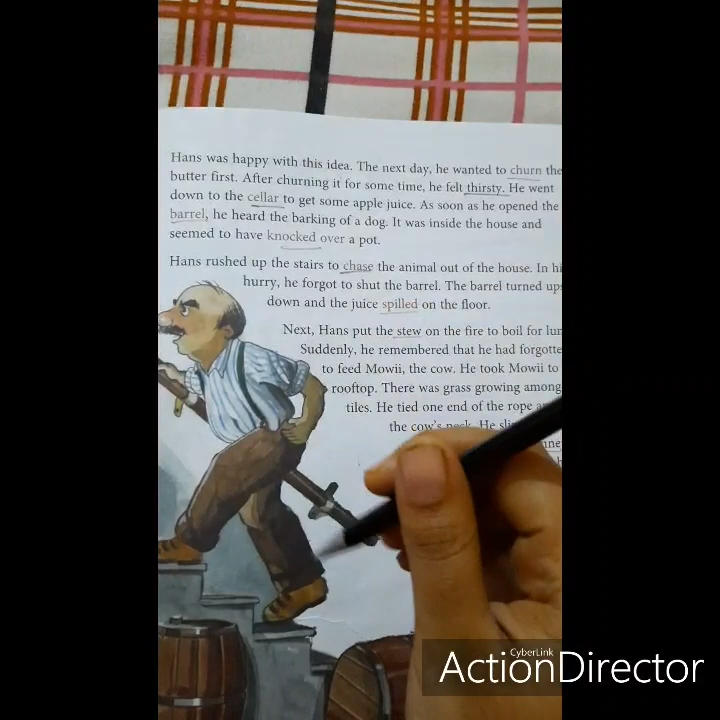 Hans was happy with this idea. The next day, he wanted to churn the
butter first. After churning it for some time, he felt thirsty. He went
down to the cellar to get some apple juice. As soon as he opened the
barrel, he heard the barking of a dog. It was inside the house and
seemed to have knocked over a pot.
Hans rushed up the stairs to chase the animal out of the house. In hi
hurry, he forgot to shut the barrel. The barrel turned ups
down and the juice spilled on the floor.
Next, Hans put the stew on the fire to boil for lun
Suddenly, he remembered that he had forgotte
to feed Mowii, the cow. He took Mowii to
rooftop. There was grass growing among
tiles. He tied one end of the rope
the cow's neck. He
CyberLink
ActionDirector